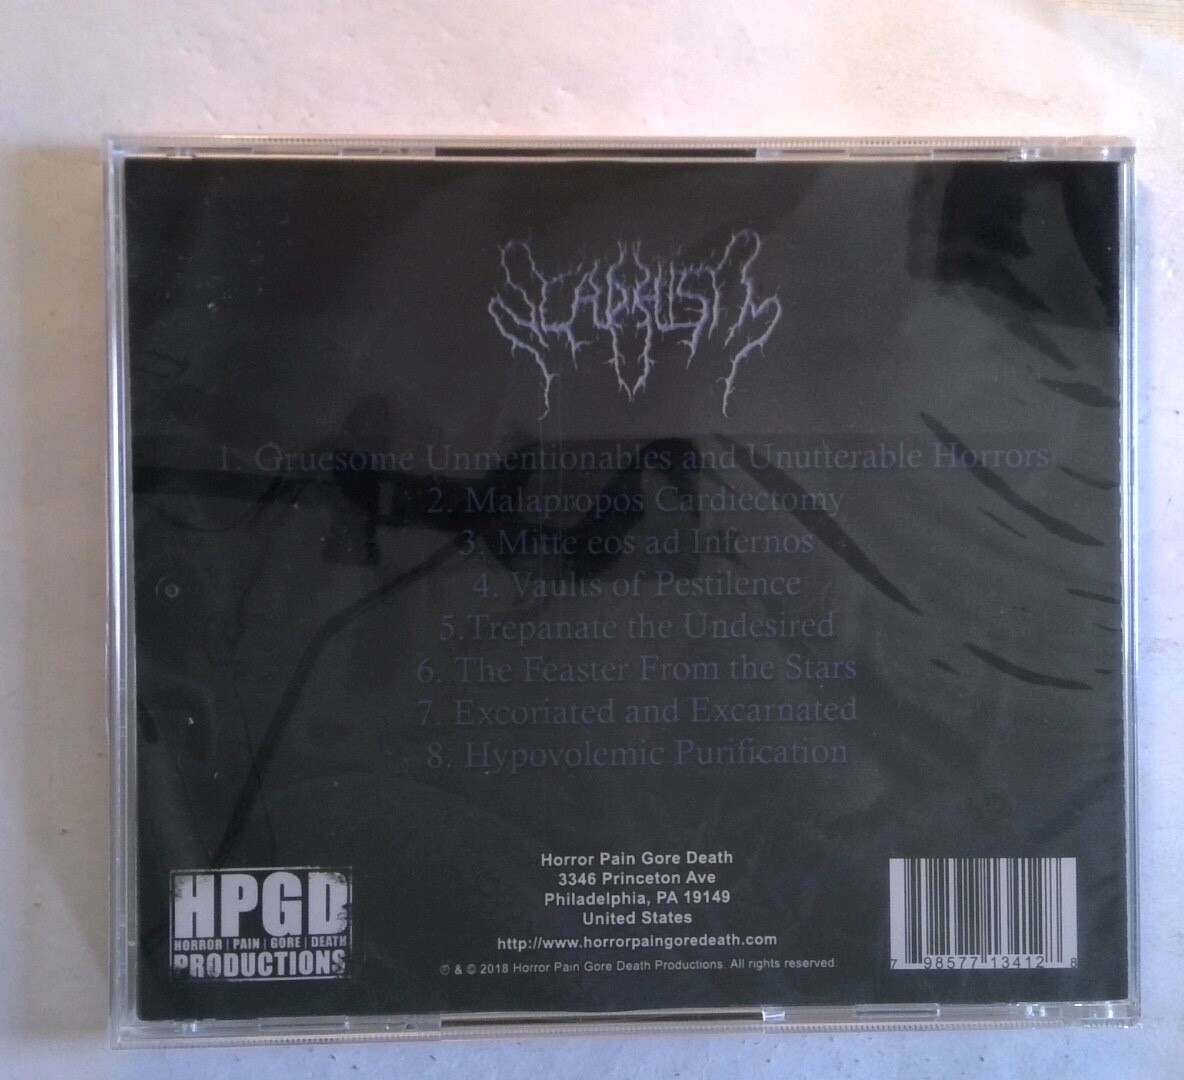 SCAPHISM
1. Gruesome Unmentionables and Unutterable Horrors
2. Malapropos Cardiectomy
3. Mitte eos ad Infernos
4. Vaults of Pestilence
5.Trepanate the Undesired
6. The Feaster From the Stars
7. Excoriated and Excarnated
8. Hypovolemic Purification
HPGD
HORROR | PAIN | GORE | DEATH
PRODUCTIONS
Horror Pain Gore Death
3346 Princeton Ave
Philadelphia, PA 19149
United States
http://www.horrorpaingoredeath.com
℗ & © 2018 Horror Pain Gore Death Productions. All rights reserved.
7 98577 13412 8